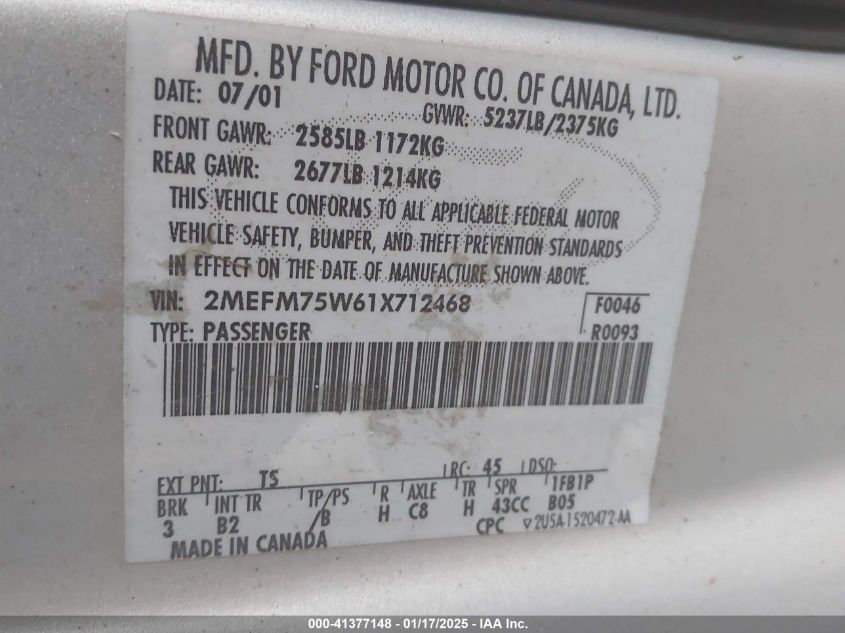 MFD. BY FORD MOTOR CO. OF CANADA, LTD.
DATE: 07/01 GVWR: 5237LB/2375KG
FRONT GAWR: 2585LB 1172KG
REAR GAWR: 2677LB 1214KG
THIS VEHICLE CONFORMS TO ALL APPLICABLE FEDERAL MOTOR
VEHICLE SAFETY, BUMPER, AND THEFT PREVENTION STANDARDS
IN EFFECT ON THE DATE OF MANUFACTURE SHOWN ABOVE.
VIN: 2MEFM75W61X712468 F0046
TYPE: PASSENGER R0093
EXT PNT: TS RC: 45 DSO:
BRK INT TR TP/PS R AXLE TR SPR 1FB1P
3 B2 /B H C8 H 43CC B05
MADE IN CANADA CPC ▽2U5A-1520472-AA
000-41377148 - 01/17/2025 - IAA Inc.